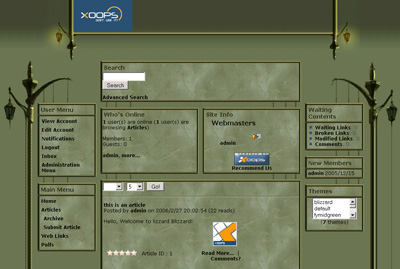 XOOPS
JUST USE IT!
Search
Search
Advanced Search
User Menu
View Account
Edit Account
Notifications
Logout
Inbox
Administration
Menu
Who's Online
1 user(s) are online (1 user(s) are
browsing Articles)
Members: 1
Guests: 0
admin, more...
Site Info
Webmasters
admin
XOOPS
Recommend Us
Waiting
Contents
Waiting Links
Broken Links
Modified Links
Comments
New Members
admin 2005/12/15
Main Menu
Home
Articles
Archive
Submit Article
Web Links
Polls
5 Go!
this is an article
Posted by admin on 2006/2/27 20:02:54 (22 reads)
Hello, Welcome to lizzard Blizzard!
XOOPS
Article ID : 1
Read More... |
Comments?
Themes
blizzard
default
fymidgreen
(7 themes)